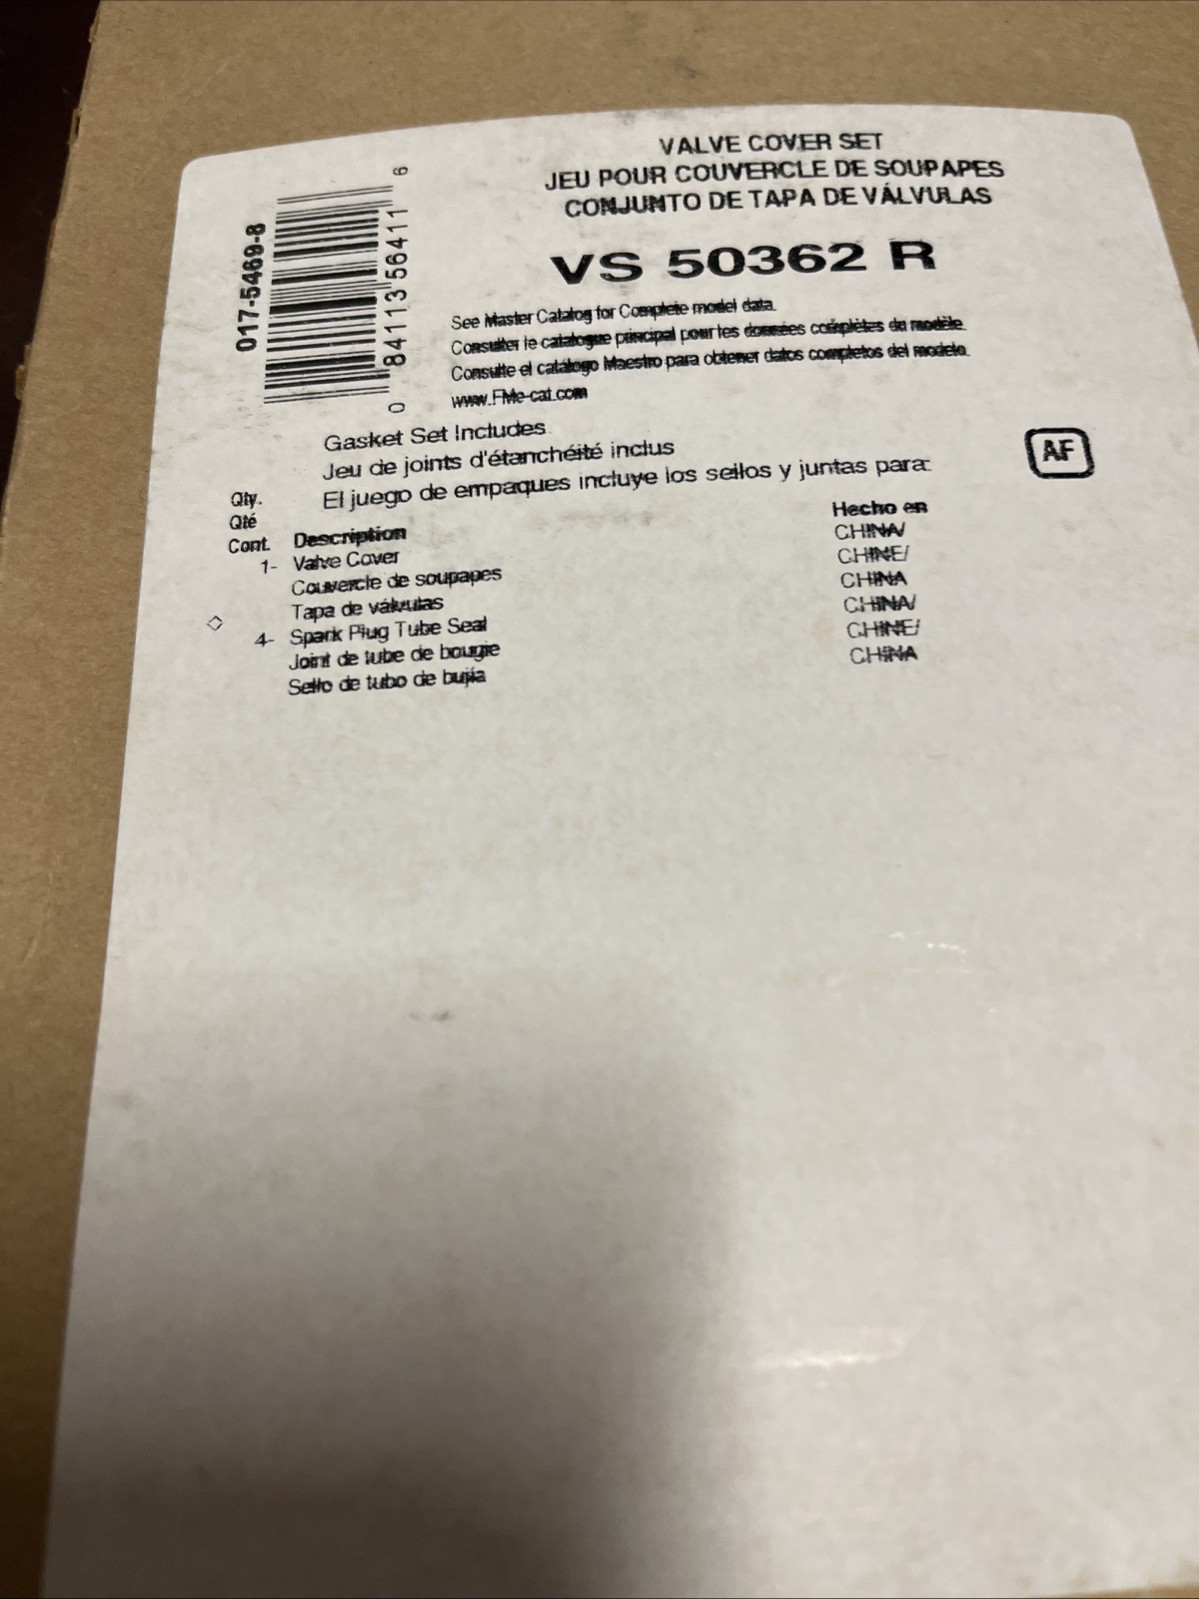 VALVE COVER SET
JEU POUR COUVERCLE DE SOUPAPES
CONJUNTO DE TAPA DE VÁLVULAS
VS 50362 R
017-5469-8
0 84113 56411 6
See Master Catalog for Complete model data.
Consulter le catalogue principal pour les données complètes du modèle.
Consulte el catálogo Maestro para obtener datos completos del modelo.
www.FMe-cat.com
Gasket Set Includes
Jeu de joints d'étanchéité inclus
El juego de empaques incluye los sellos y juntas para:
AF
Qty.
Qté
Cont. Description Hecho en
1- Valve Cover CHINA/
Couvercle de soupapes CHINE/
Tapa de válvulas CHINA
4- Spark Plug Tube Seal CHINA/
Joint de tube de bougie CHINE/
Sello de tubo de bujía CHINA